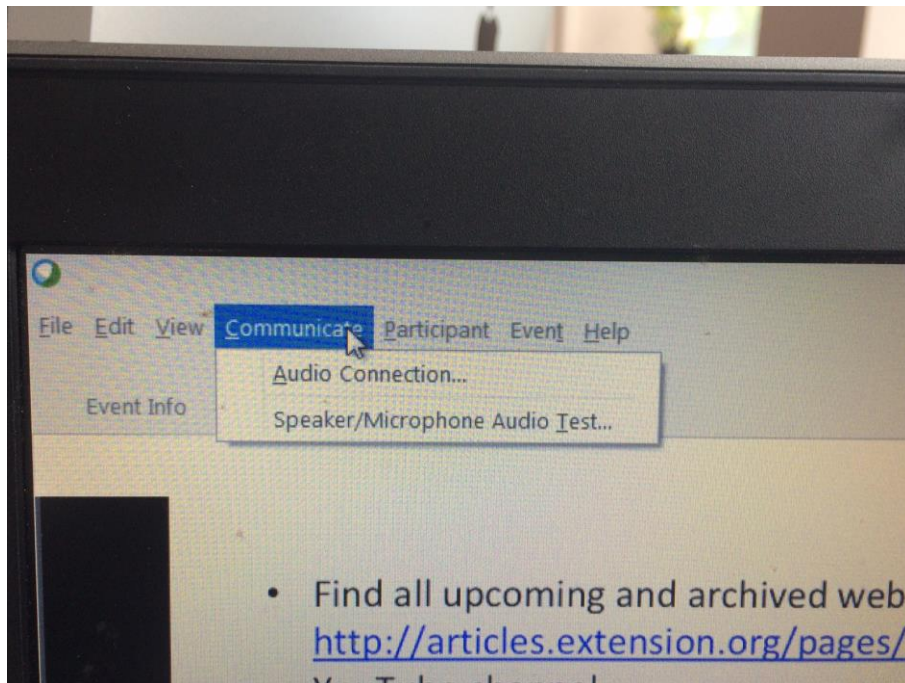 File Edit View Communicate Participant Event Help
Audio Connection...
Event Info
Speaker/Microphone Audio Test...
• Find all upcoming and archived web
http://articles.extension.org/pages/